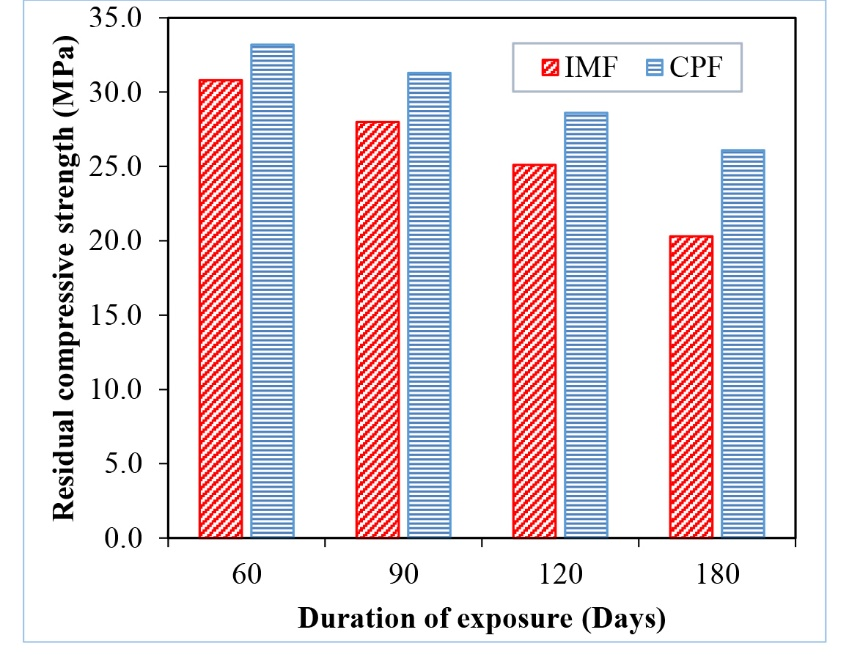 Residual compressive strength (MPa)
35.0
30.0
25.0
20.0
15.0
10.0
5.0
0.0
IMF CPF
60 90 120 180
Duration of exposure (Days)